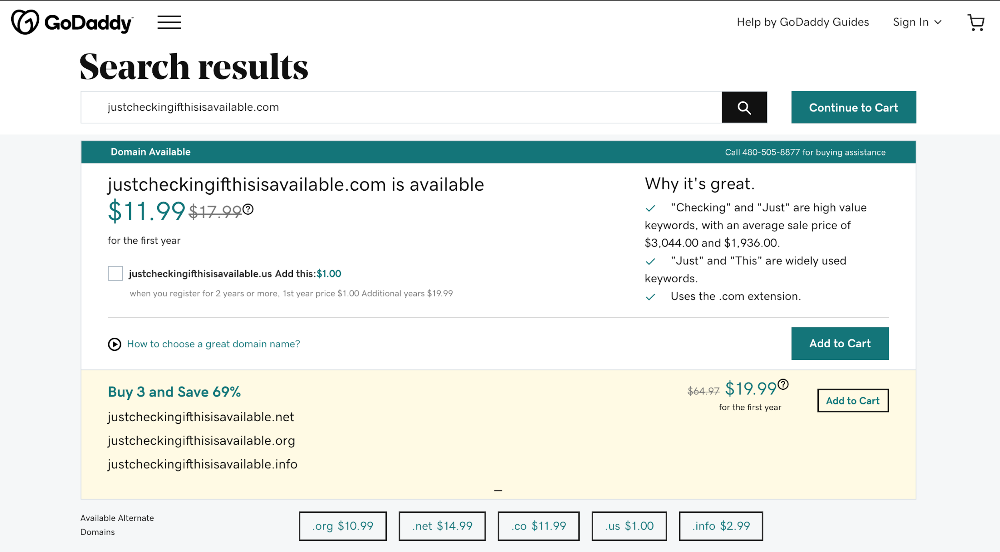 GoDaddy™
Help by GoDaddy Guides
Sign In
Search results
justcheckingifthisisavailable.com
Continue to Cart
Domain Available
Call 480-505-8877 for buying assistance
justcheckingifthisisavailable.com is available
$11.99 $17.99 ?
for the first year
justcheckingifthisisavailable.us Add this:$1.00
when you register for 2 years or more, 1st year price $1.00 Additional years $19.99
Why it's great.
"Checking" and "Just" are high value
keywords, with an average sale price of
$3,044.00 and $1,936.00.
"Just" and "This" are widely used
keywords.
Uses the .com extension.
How to choose a great domain name?
Add to Cart
Buy 3 and Save 69%
justcheckingifthisisavailable.net
justcheckingifthisisavailable.org
justcheckingifthisisavailable.info
$64.97 $19.99 ?
for the first year
Add to Cart
Available Alternate
Domains
.org $10.99
.net $14.99
.co $11.99
.us $1.00
.info $2.99